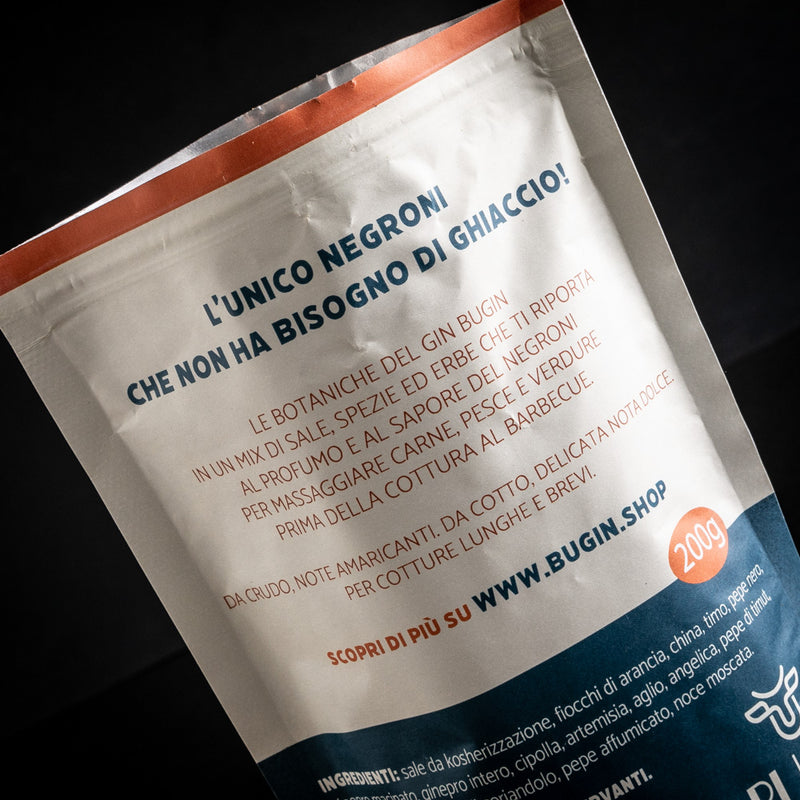 L'UNICO NEGRONI
CHE NON HA BISOGNO DI GHIACCIO!
LE BOTANICHE DEL GIN BUGIN
IN UN MIX DI SALE, SPEZIE ED ERBE CHE TI RIPORTA
AL PROFUMO E AL SAPORE DEL NEGRONI
PER MASSAGGIARE CARNE, PESCE E VERDURE
PRIMA DELLA COTTURA AL BARBECUE.
DA CRUDO, NOTE AMARICANTI. DA COTTO, DELICATA NOTA DOLCE.
PER COTTURE LUNGHE E BREVI.
SCOPRI DI PIÙ SU WWW.BUGIN.SHOP
200g
INGREDIENTI: sale da kosherizzazione, fiocchi di arancia, china, timo, pepe nero,
macinato, ginepro intero, cipolla, artemisia, aglio, angelica, pepe di timut,
pepe affumicato, noce moscata.